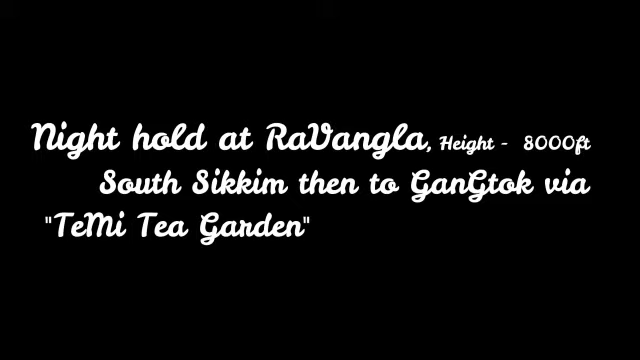 Night hold at RaVangla, Height - 8000ft
South Sikkim then to GanGtok via
"TeMi Tea Garden"